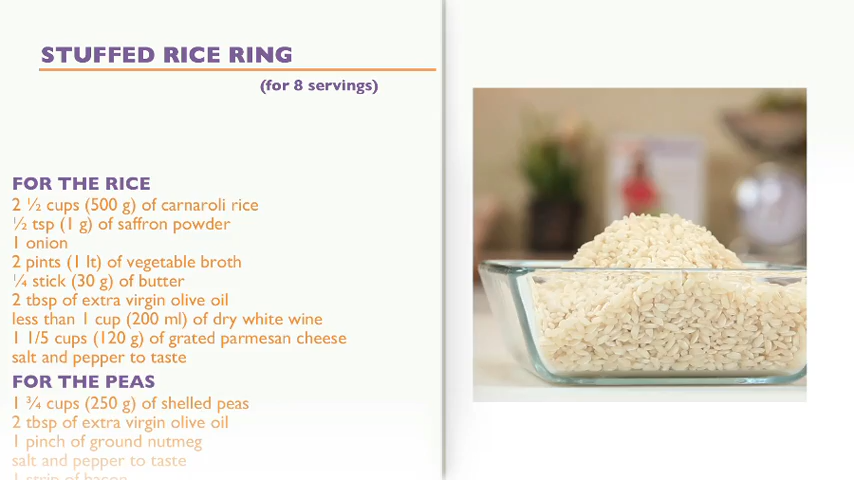 STUFFED RICE RING
(for 8 servings)
FOR THE RICE
2 ½ cups (500 g) of carnaroli rice
½ tsp (1 g) of saffron powder
1 onion
2 pints (1 lt) of vegetable broth
¼ stick (30 g) of butter
2 tbsp of extra virgin olive oil
less than 1 cup (200 ml) of dry white wine
1 1/5 cups (120 g) of grated parmesan cheese
salt and pepper to taste
FOR THE PEAS
1 ¾ cups (250 g) of shelled peas
2 tbsp of extra virgin olive oil
1 pinch of ground nutmeg
salt and pepper to taste
1 strip of bacon